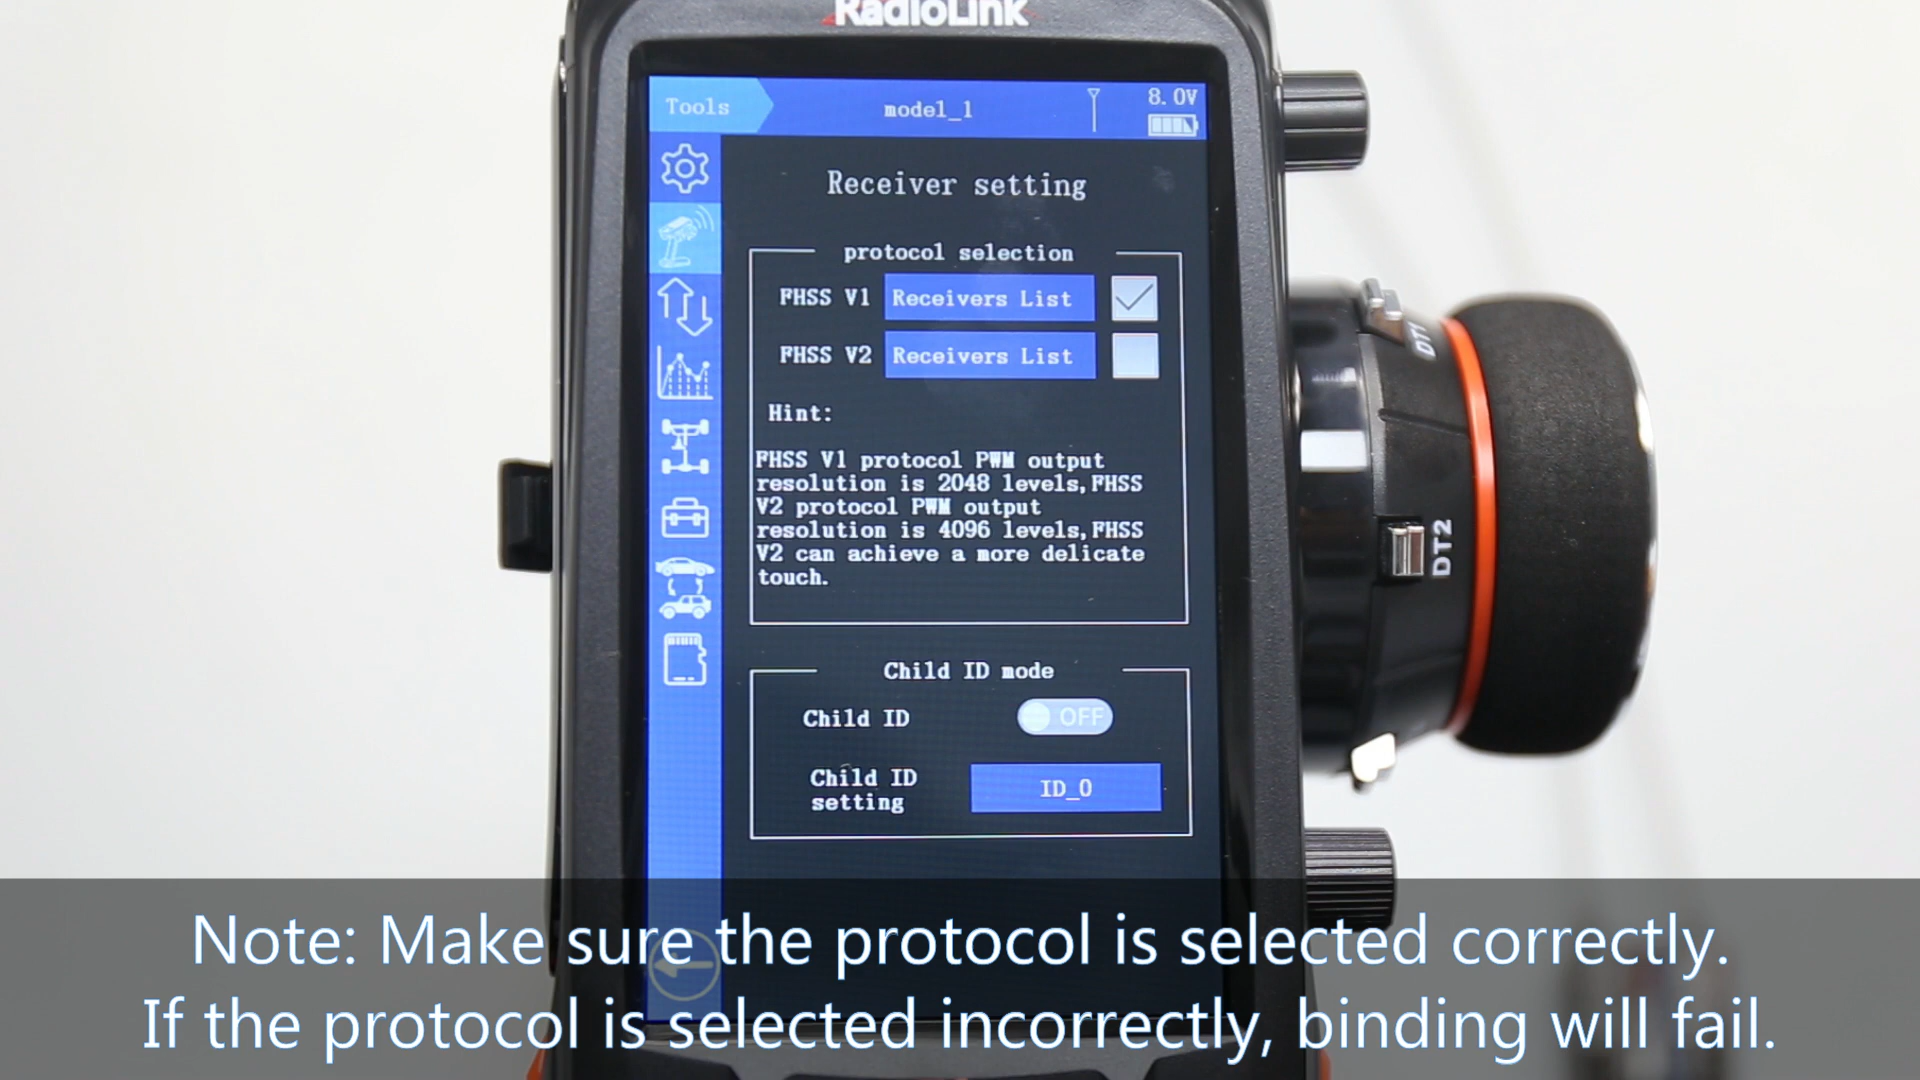 RadioLink
Tools
model_1
8.0V
Receiver setting
protocol selection
FHSS V1 Receivers List
FHSS V2 Receivers List
Hint:
FHSS V1 protocol PWM output
resolution is 2048 levels,FHSS
V2 protocol PWM output
resolution is 4096 levels,FHSS
V2 can achieve a more delicate
touch.
Child ID mode
Child ID OFF
Child ID
setting
ID_0
DT1
DT2
Note: Make sure the protocol is selected correctly.
If the protocol is selected incorrectly, binding will fail.